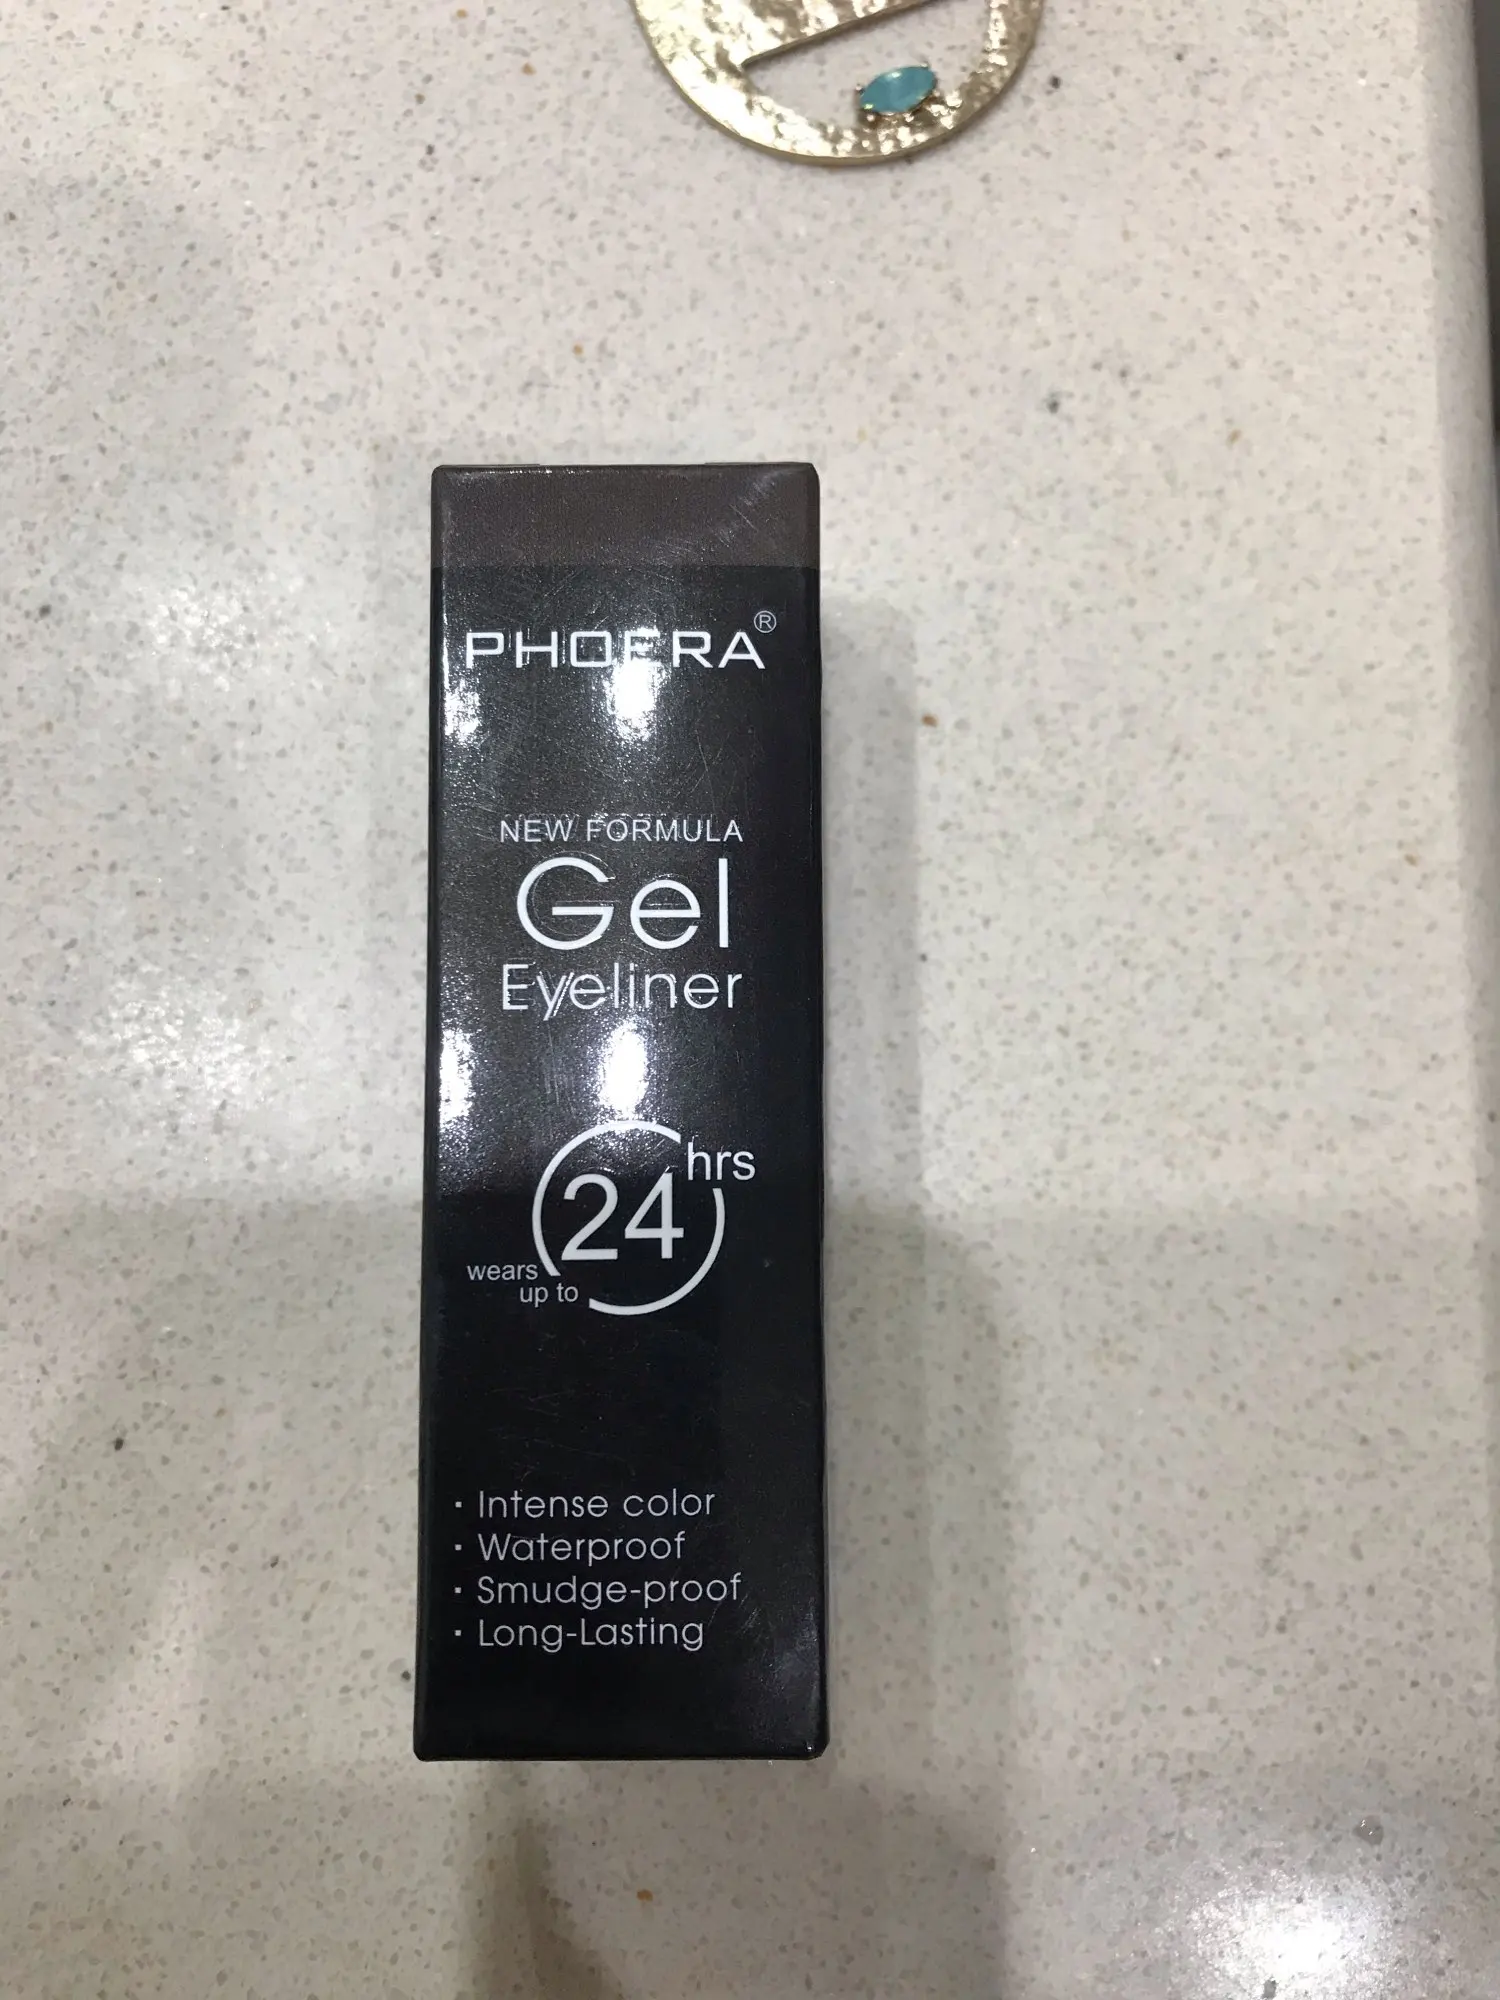 PHOERA®
NEW FORMULA
Gel
Eyeliner
24 hrs
wears
up to
· Intense color
· Waterproof
· Smudge-proof
· Long-Lasting